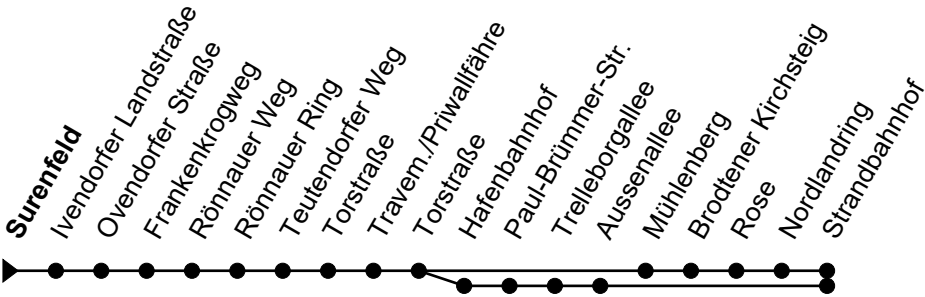 Surenfeld
Ivendorfer Landstraße
Ovendorfer Straße
Frankenkrogweg
Rönnauer Weg
Rönnauer Ring
Teutendorfer Weg
Torstraße
Travem./Priwallfähre
Torstraße
Hafenbahnhof
Paul-Brümmer-Str.
Trelleborgallee
Aussenallee
Mühlenberg
Brodtener Kirchsteig
Rose
Nordlandring
Strandbahnhof